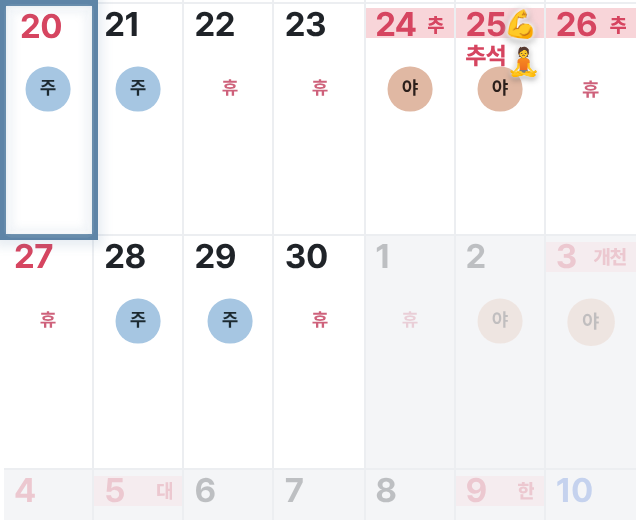 20 21 22 23 24 추 25 26 추
추석
주 주 휴 휴 야 야 휴
27 28 29 30 1 2 3 개천
휴 주 주 휴 휴 야 야
4 5 대 6 7 8 9 한 10